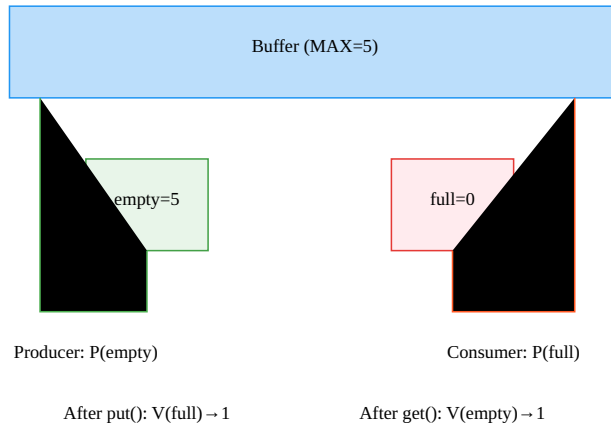 Buffer (MAX=5)
empty=5
full=0
Producer: P(empty)
Consumer: P(full)
After put(): V(full)→1
After get(): V(empty)→1